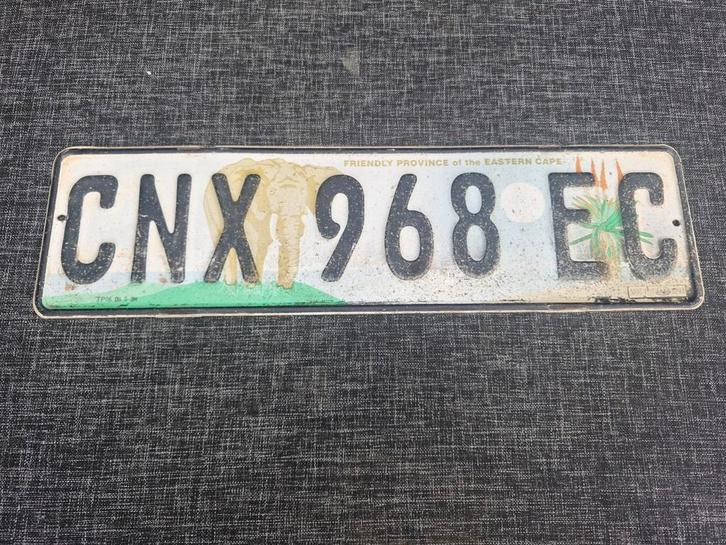 FRIENDLY PROVINCE of the EASTERN CAPE
CNX 968 EC